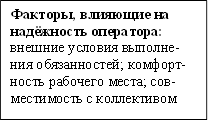 Факторы, влияющие на
надёжность оператора:
внешние условия выполне-
ния обязанностей; комфорт-
ность рабочего места; сов-
местимость с коллективом